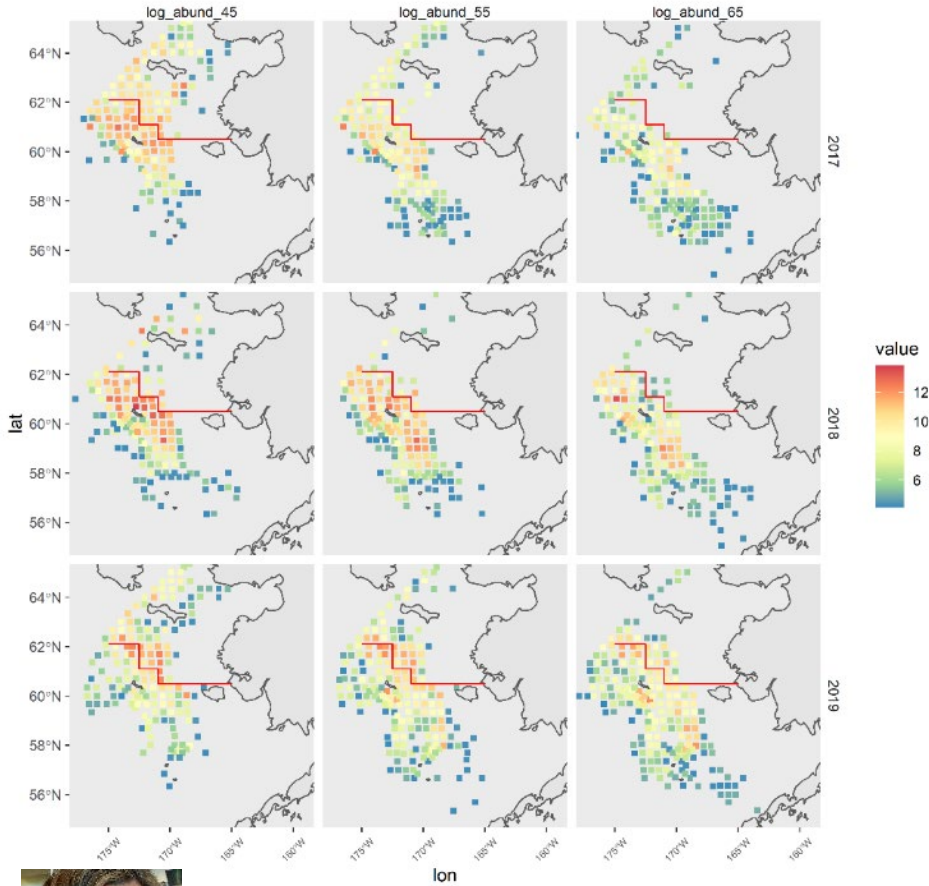 log_abund_45 log_abund_55 log_abund_65
64°N
62°N
60°N
58°N
56°N
2017
64°N
62°N
60°N
58°N
56°N
2018
64°N
62°N
60°N
58°N
56°N
2019
lat
175°W 170°W 165°W 160°W 175°W 170°W 165°W 160°W 175°W 170°W 165°W 160°W
lon
value
12
10
8
6